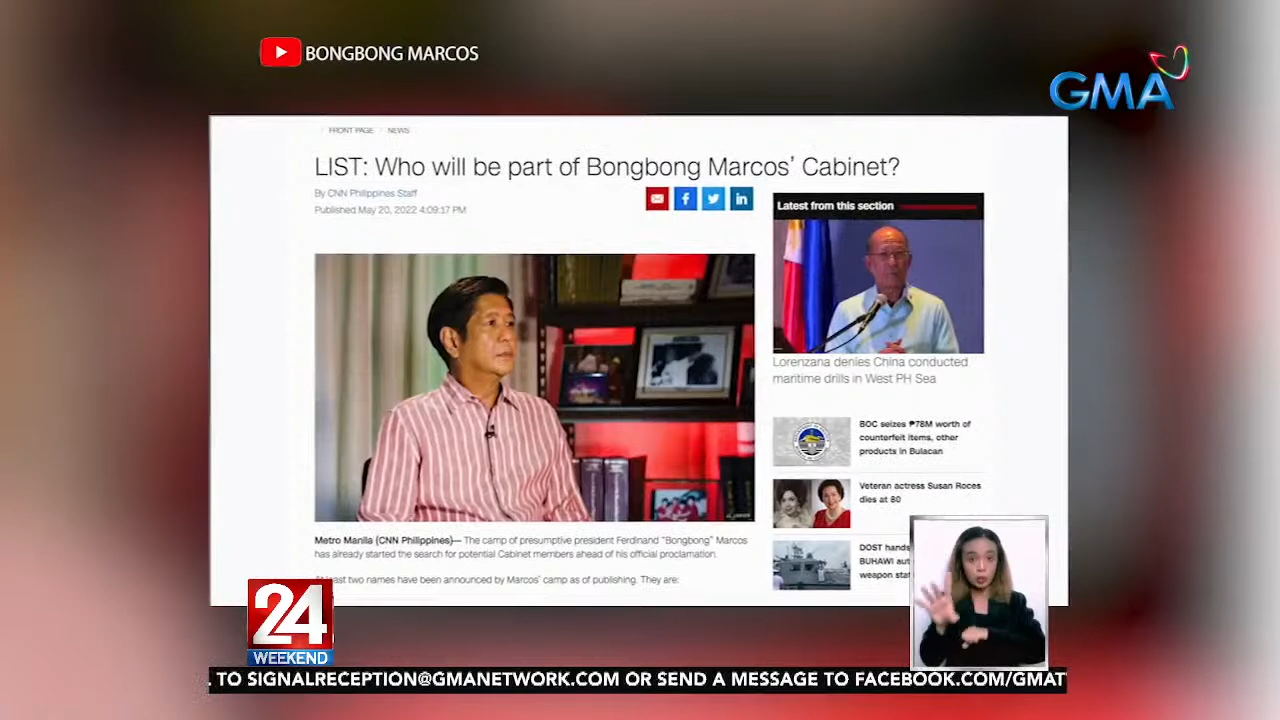 BONGBONG MARCOS
GMA
FRONT PAGE / NEWS
LIST: Who will be part of Bongbong Marcos' Cabinet?
By CNN Philippines Staff
Published May 20, 2022 4:09:17 PM
Latest from this section
Lorenzana denies China conducted
maritime drills in West PH Sea
BOC seizes ₱78M worth of
counterfeit items, other
products in Bulacan
Veteran actress Susan Roces
dies at 80
DOST hands
BUHAWI aut
weapon stat
Metro Manila (CNN Philippines)— The camp of presumptive president Ferdinand "Bongbong" Marcos
has already started the search for potential Cabinet members ahead of his official proclamation.
At least two names have been announced by Marcos' camp as of publishing. They are:
24
WEEKEND
. TO SIGNALRECEPTION@GMANETWORK.COM OR SEND A MESSAGE TO FACEBOOK.COM/GMAT